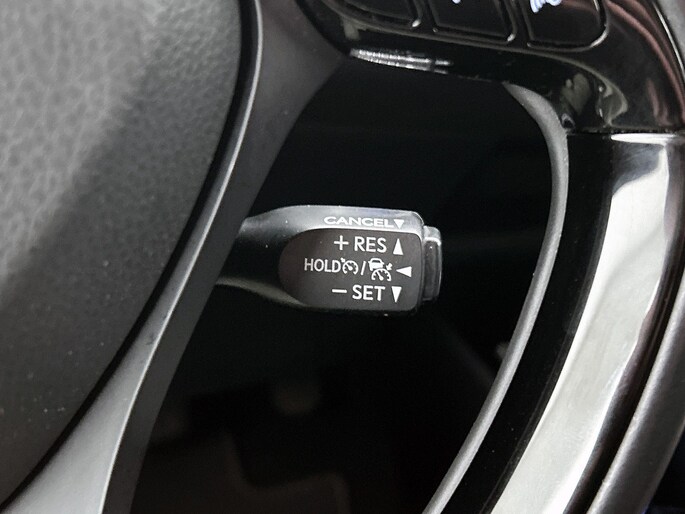 CANCEL▼
+ RES ▲
HOLD / ◀
− SET ▼